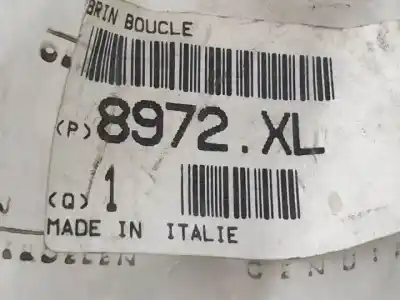 BRIN BOUCLE
(P) 8972.XL
(Q) 1
MADE IN ITALIE